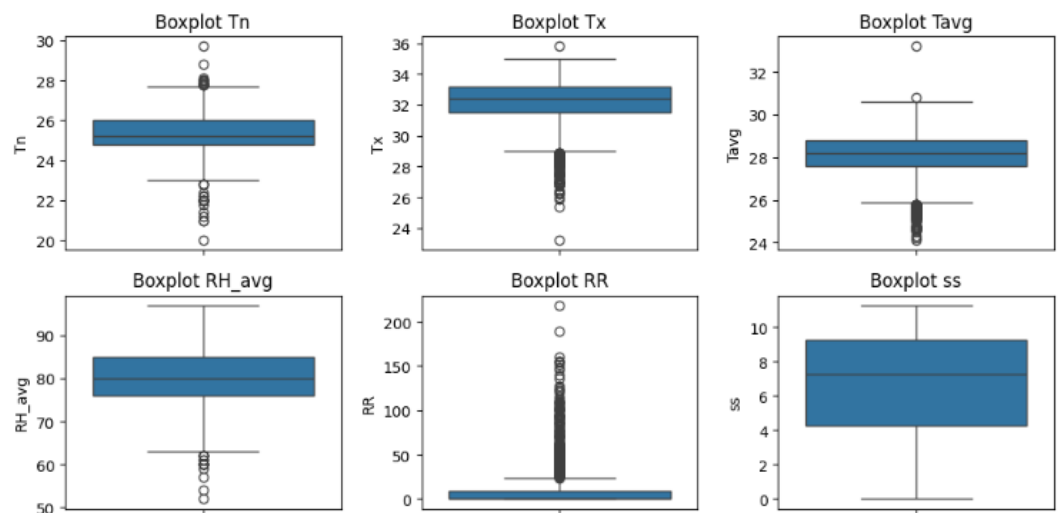 Boxplot Tn
30
28
26
24
22
20
Tn
Boxplot Tx
36
34
32
30
28
26
24
Tx
Boxplot Tavg
32
30
28
26
24
Tavg
Boxplot RH_avg
90
80
70
60
50
RH_avg
Boxplot RR
200
150
100
50
0
RR
Boxplot ss
10
8
6
4
2
0
ss